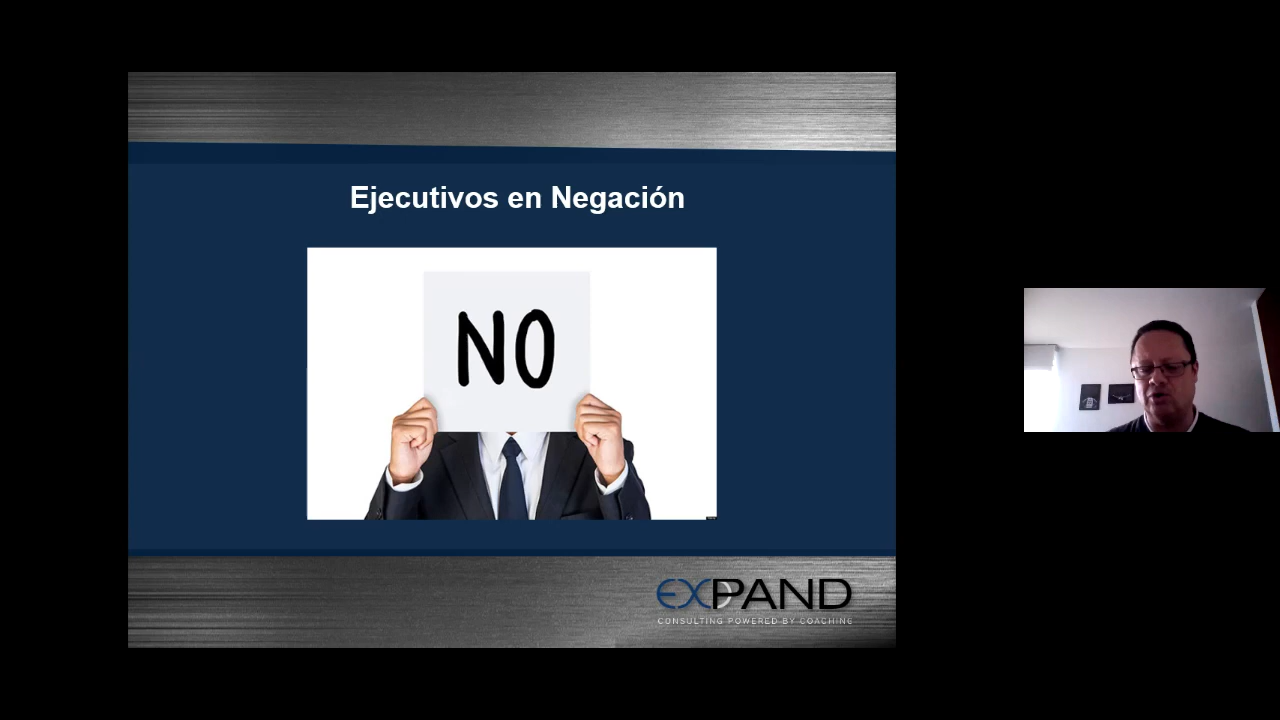 Ejecutivos en Negación
NO
EXPAND
CONSULTING POWERED BY COACHING